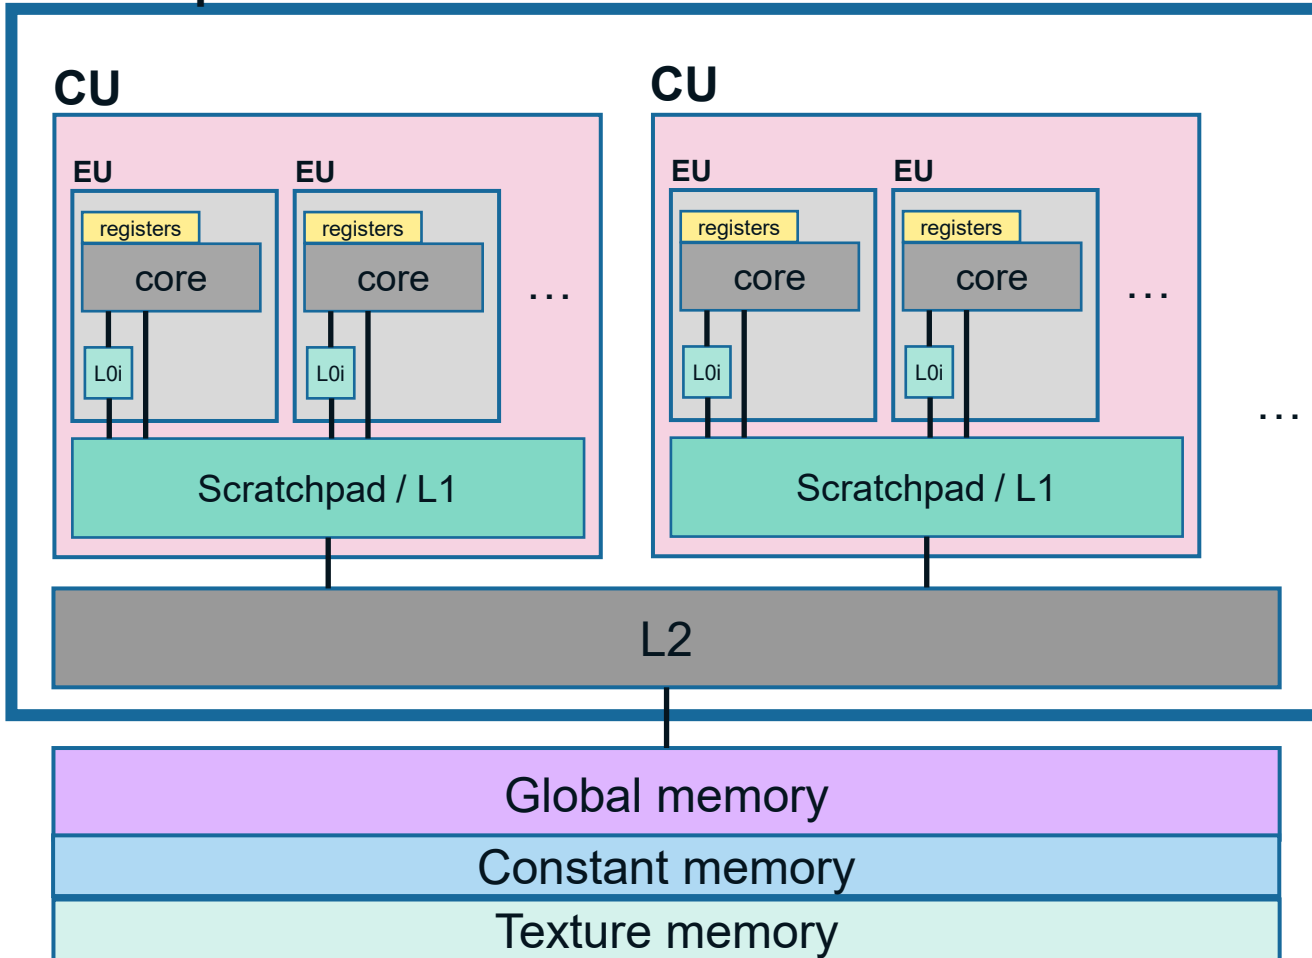 CU
CU
EU
EU
EU
EU
registers
registers
registers
registers
core
core
...
core
core
...
L0i
L0i
L0i
L0i
...
Scratchpad / L1
Scratchpad / L1
L2
Global memory
Constant memory
Texture memory